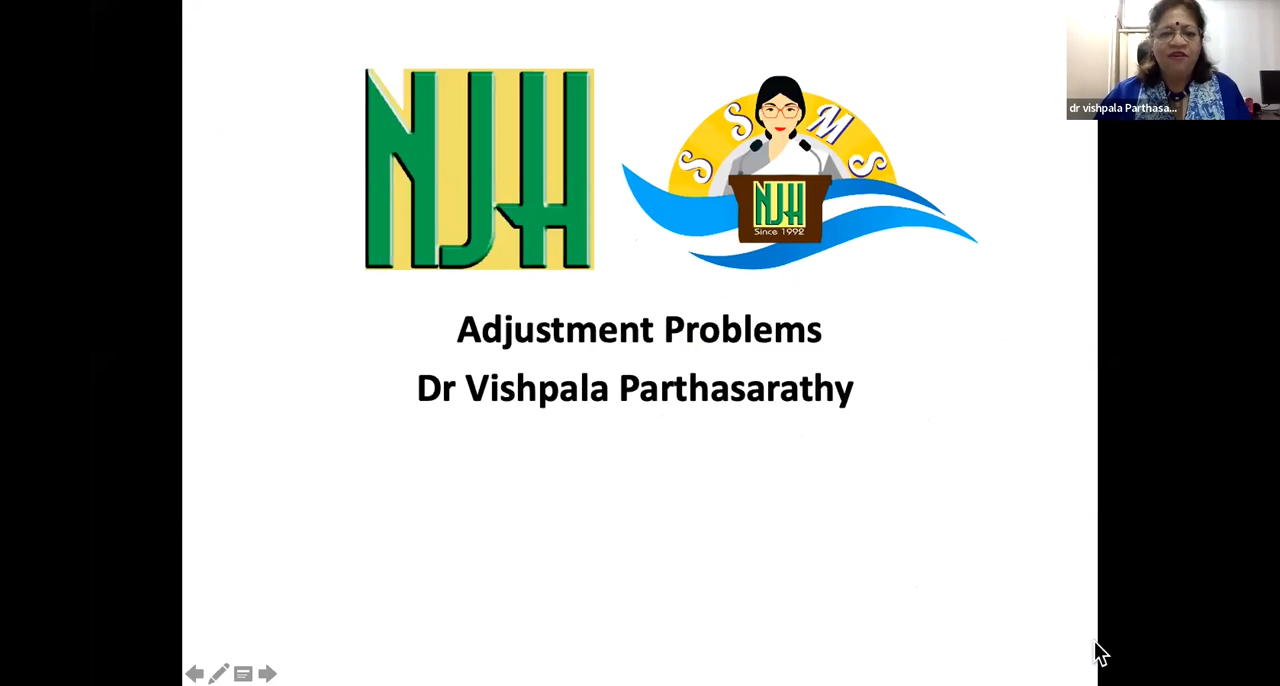 NJH
S S M S
NJH
Since 1992
dr vishpala Parthasa...
Adjustment Problems
Dr Vishpala Parthasarathy